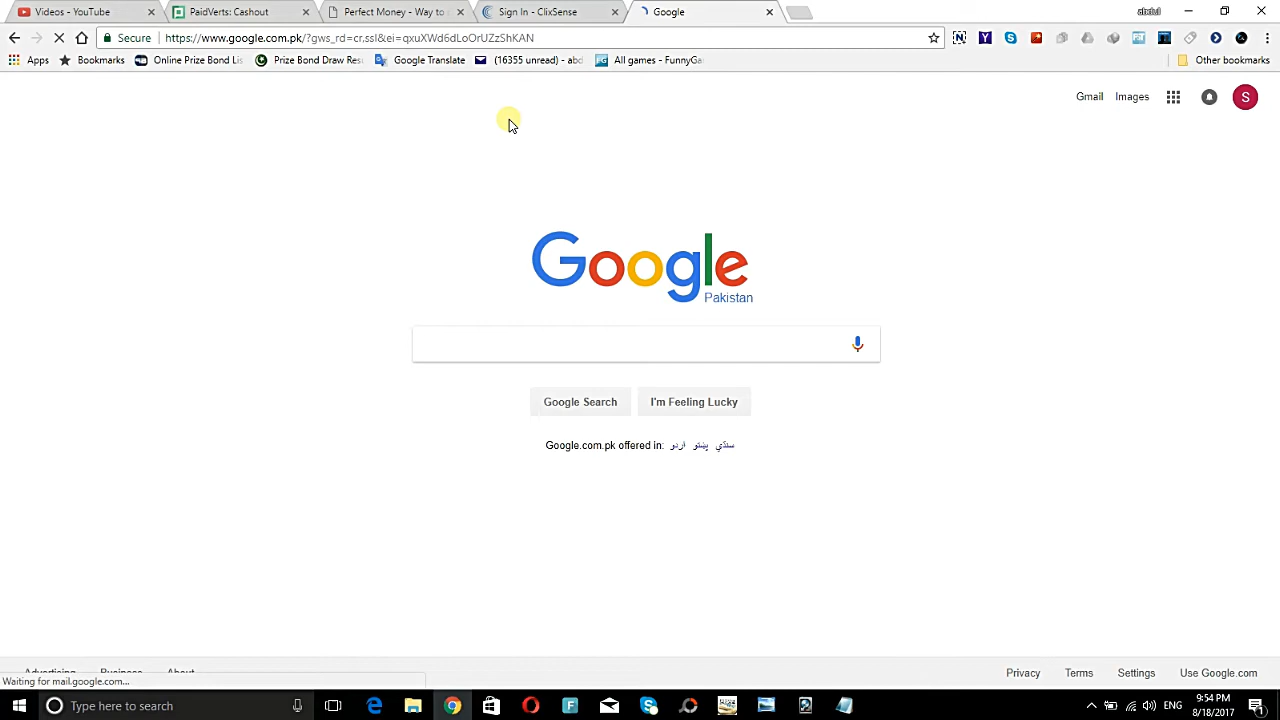 Videos - YouTube
PaidVerts: Cashout
Perfect Money - Way to
Sign In - ClixSense
Google
abdul
Secure
https://www.google.com.pk/?gws_rd=cr,ssl&ei=qxuXWd6dLoOrUZzShKAN
Apps
Bookmarks
Online Prize Bond Lis
Prize Bond Draw Res
Google Translate
(16355 unread) - abd
All games - FunnyGa
Other bookmarks
Gmail
Images
S
Google
Pakistan
Google Search
I'm Feeling Lucky
Google.com.pk offered in: اردو پښتو سنڌي
Advertising
Business
About
Waiting for mail.google.com...
Privacy
Terms
Settings
Use Google.com
Type here to search
ENG
9:54 PM
8/18/2017